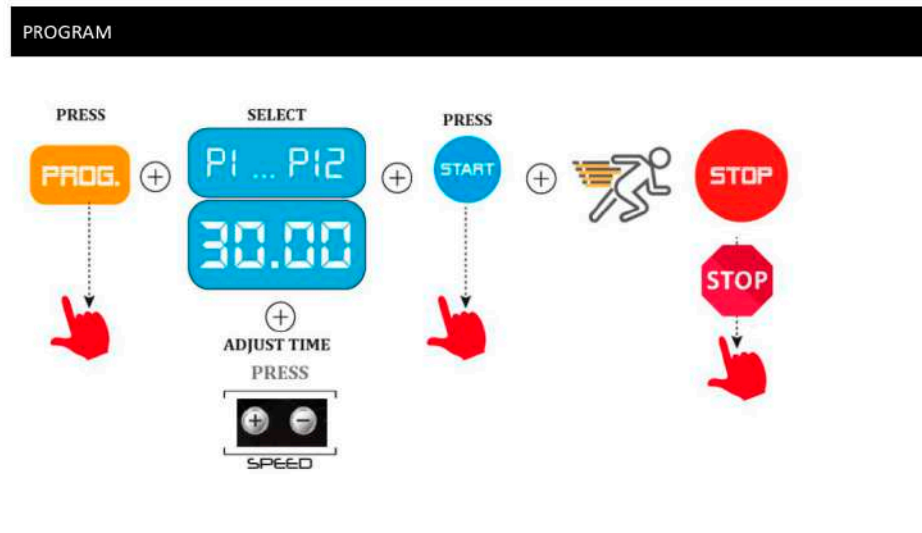 PROGRAM
PRESS
PROG.
SELECT
P1 ... P12
30.00
ADJUST TIME
PRESS
+ −
SPEED
PRESS
START
STOP
STOP